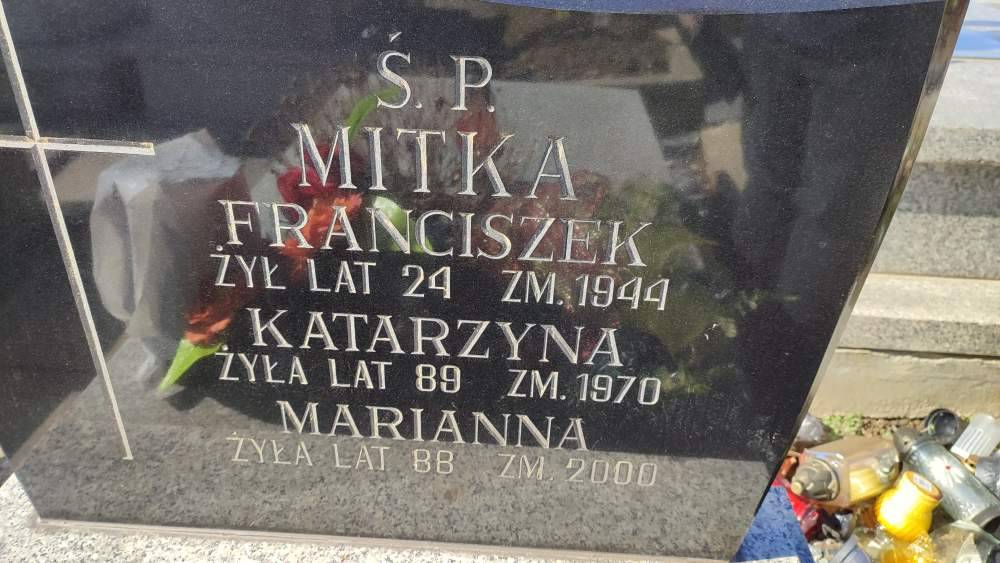 Ś. P.
MITKA
FRANCISZEK
ŻYŁ LAT 24 ZM. 1944
KATARZYNA
ŻYŁA LAT 89 ZM. 1970
MARIANNA
ŻYŁA LAT 88 ZM. 2000